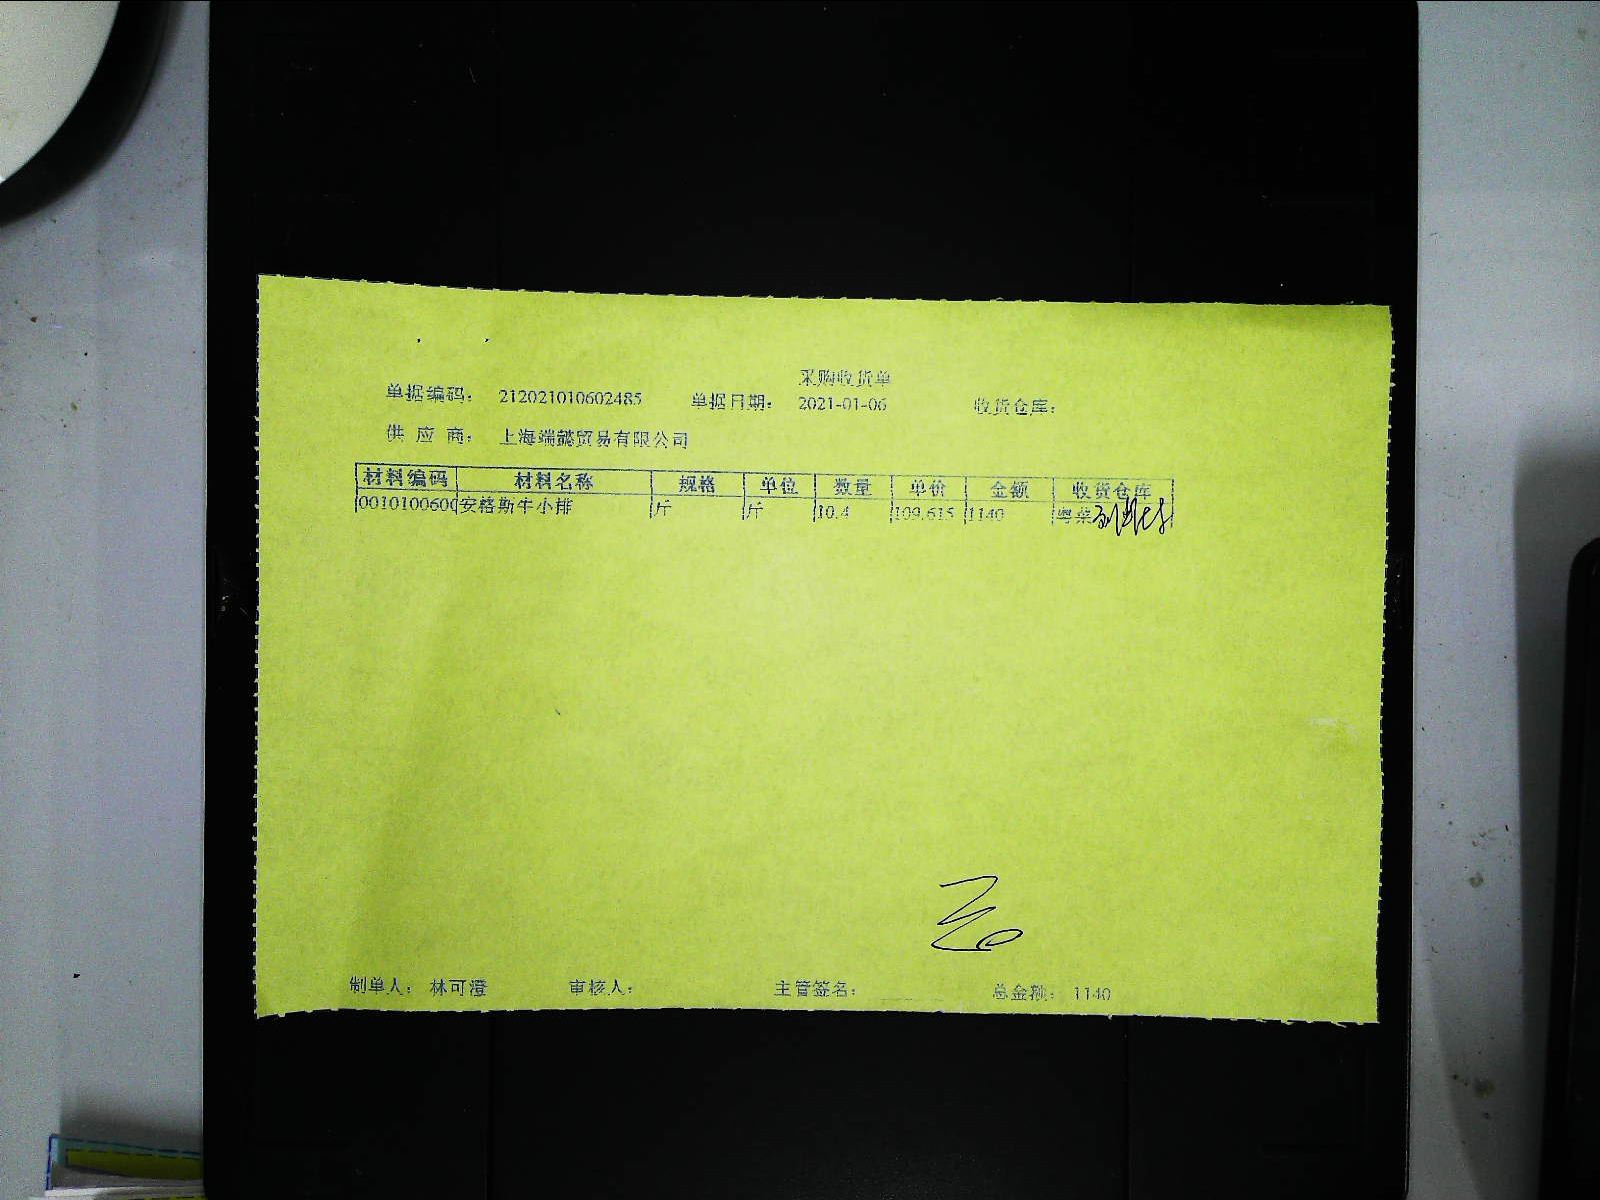 采购收货单
单据编码： 212021010602485 单据日期： 2021-01-06 收货仓库：
供应商： 上海端懿贸易有限公司
材料编码 材料名称 规格 单位 数量 单价 金额 收货仓库
0010100600 安格斯牛小排 斤 斤 10.4 109.615 1140 粤菜
制单人： 林可澄 审核人： 主管签名： 总金额： 1140